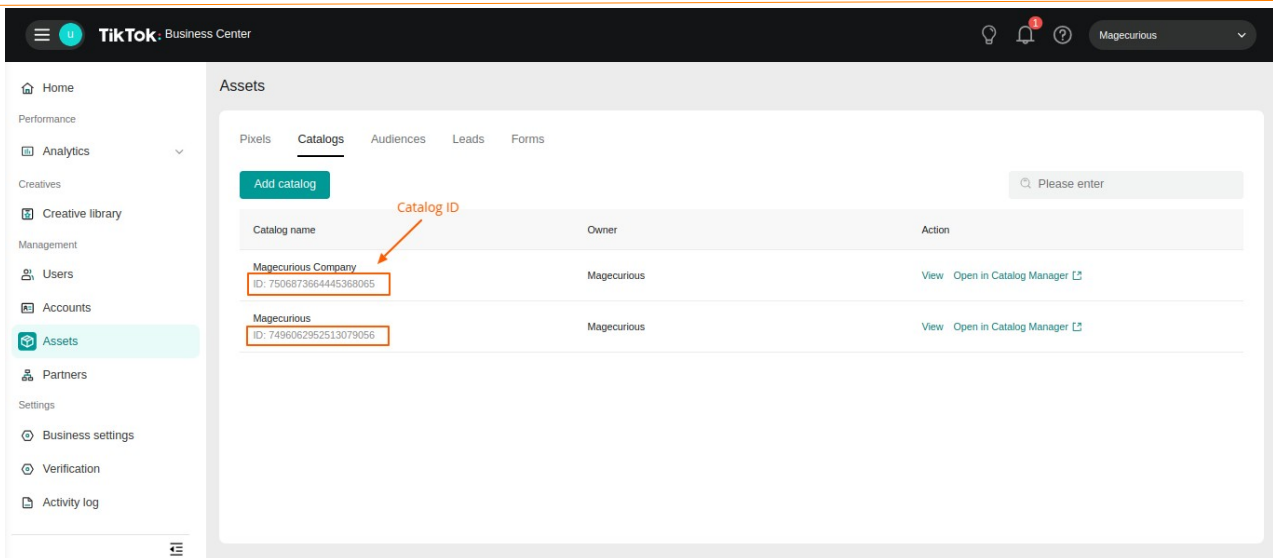 U TikTok: Business Center
1
Magecurious
Home
Performance
Analytics
Creatives
Creative library
Management
Users
Accounts
Assets
Partners
Settings
Business settings
Verification
Activity log
Assets
Pixels Catalogs Audiences Leads Forms
Add catalog
Please enter
Catalog ID
Catalog name Owner Action
Magecurious Company
ID: 7506873664445368065
Magecurious
View Open in Catalog Manager
Magecurious
ID: 7496062952513079056
Magecurious
View Open in Catalog Manager